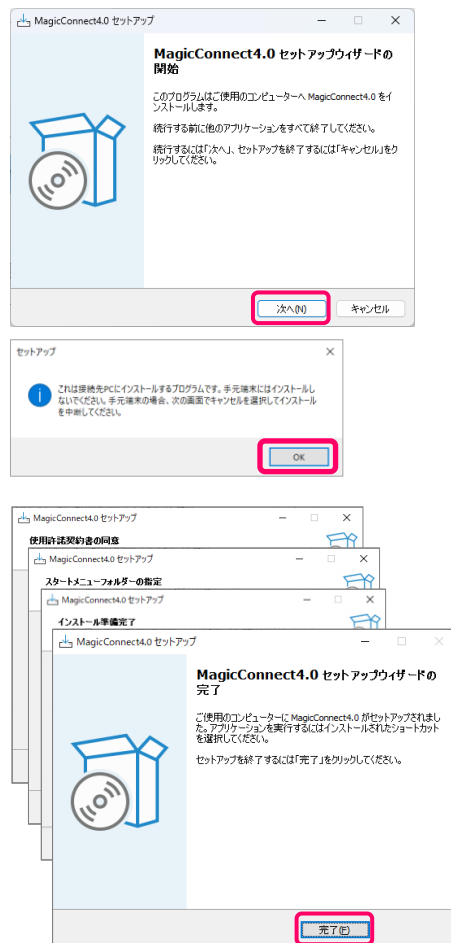 MagicConnect4.0 セットアップ
MagicConnect4.0 セットアップウィザードの
開始
このプログラムはご使用のコンピューターへ MagicConnect4.0 をイ
ンストールします。
続行する前に他のアプリケーションをすべて終了してください。
続行するには「次へ」、セットアップを終了するには「キャンセル」をク
リックしてください。
次へ(N)
キャンセル
セットアップ
これは接続先PCにインストールするプログラムです。手元端末にはインストールし
ないでください。手元端末の場合、次の画面でキャンセルを選択してインストール
を中断してください。
OK
MagicConnect4.0 セットアップ
使用許諾契約書の同意
MagicConnect4.0 セットアップ
スタートメニューフォルダーの指定
MagicConnect4.0 セットアップ
インストール準備完了
MagicConnect4.0 セットアップ
MagicConnect4.0 セットアップウィザードの
完了
ご使用のコンピューターに MagicConnect4.0 がセットアップされまし
た。アプリケーションを実行するにはインストールされたショートカット
を選択してください。
セットアップを終了するには「完了」をクリックしてください。
完了(F)